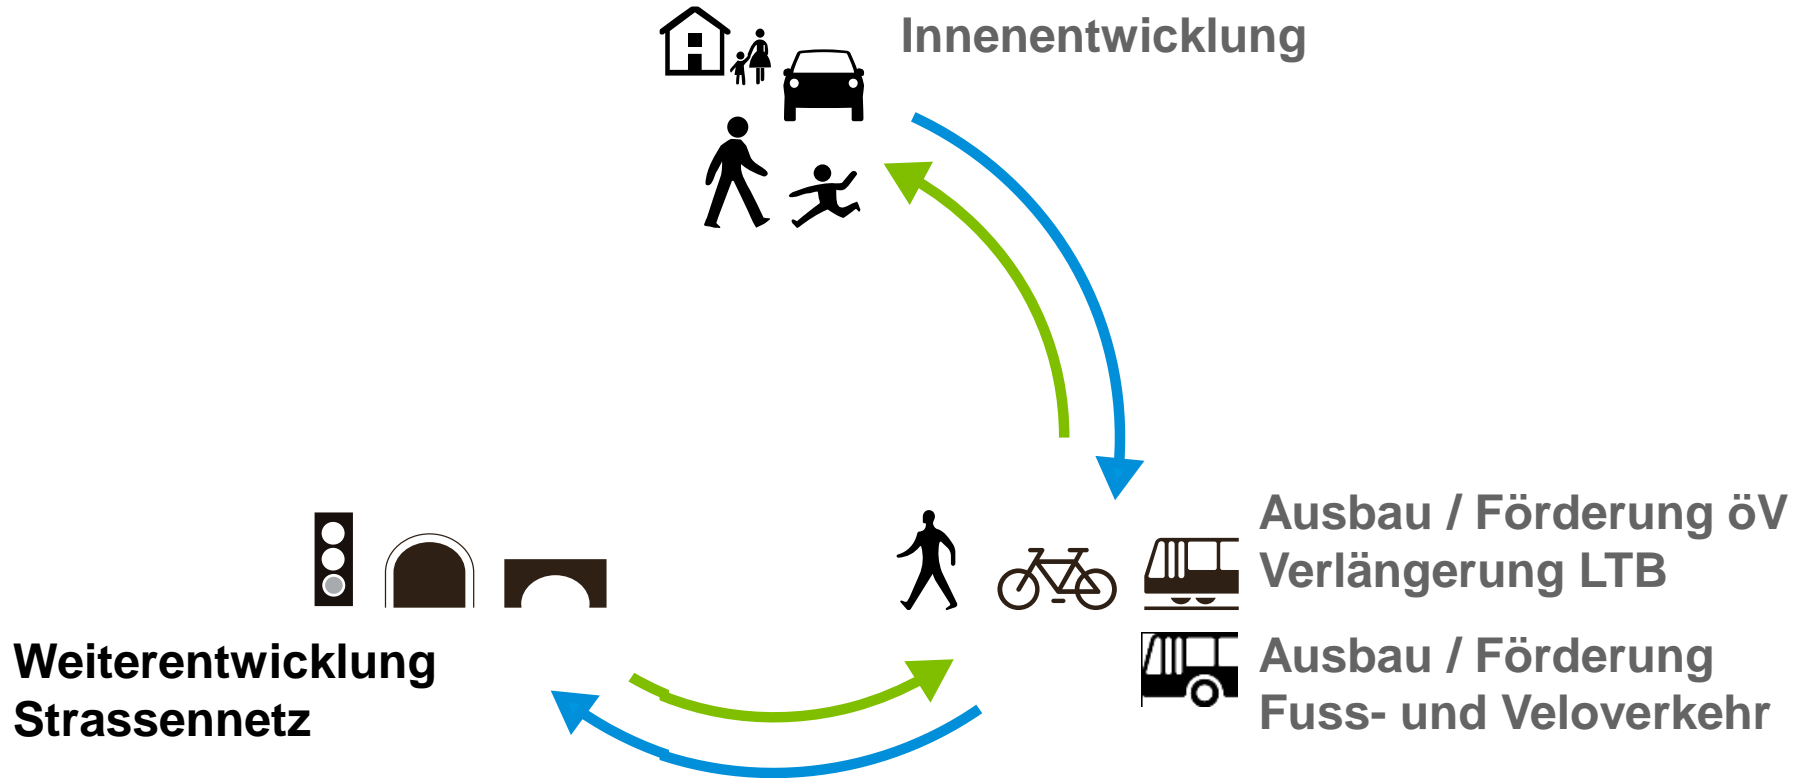 Innenentwicklung
Ausbau / Förderung öV
Verlängerung LTB
Ausbau / Förderung
Fuss- und Veloverkehr
Weiterentwicklung
Strassennetz